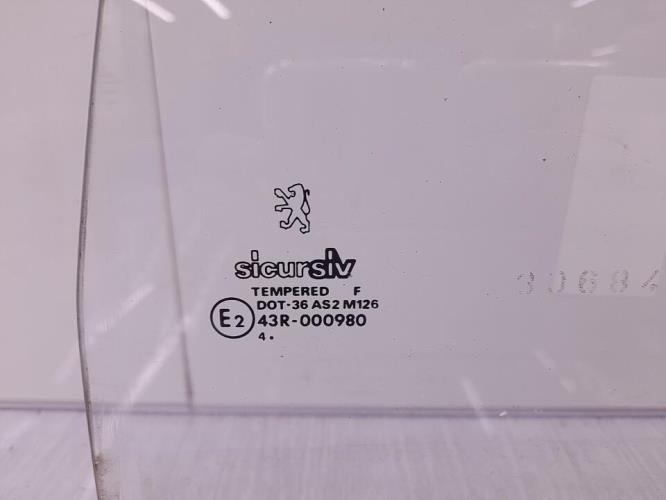 sicursiv
TEMPERED F
DOT-36 AS2 M126
E2 43R-000980
4.
30684